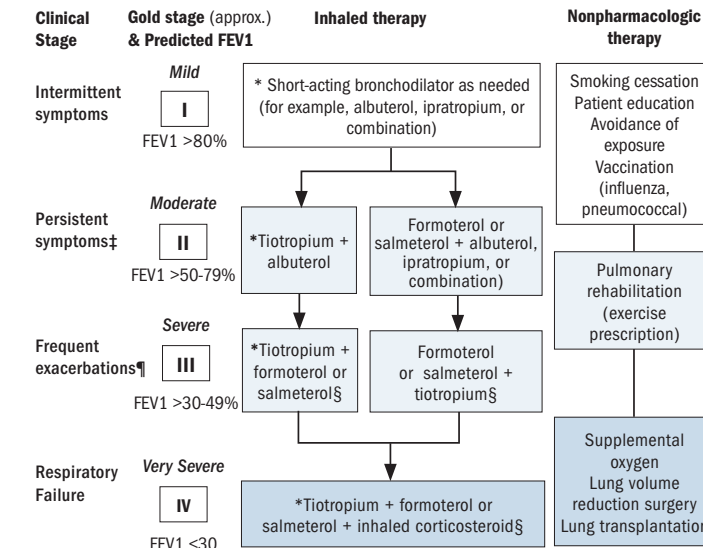 Clinical
Stage
Gold stage (approx.)
& Predicted FEV1
Inhaled therapy
Nonpharmacologic
therapy
Intermittent
symptoms
Mild
I
FEV1 >80%
* Short-acting bronchodilator as needed
(for example, albuterol, ipratropium, or
combination)
Smoking cessation
Patient education
Avoidance of
exposure
Vaccination
(influenza,
pneumococcal)
Persistent
symptoms‡
Moderate
II
FEV1 >50-79%
*Tiotropium +
albuterol
Formoterol or
salmeterol + albuterol,
ipratropium, or
combination)
Pulmonary
rehabilitation
(exercise
prescription)
Frequent
exacerbations¶
Severe
III
FEV1 >30-49%
*Tiotropium +
formoterol or
salmeterol§
Formoterol
or salmeterol +
tiotropium§
Respiratory
Failure
Very Severe
IV
FEV1 <30
*Tiotropium + formoterol or
salmeterol + inhaled corticosteroid§
Supplemental
oxygen
Lung volume
reduction surgery
Lung transplantation